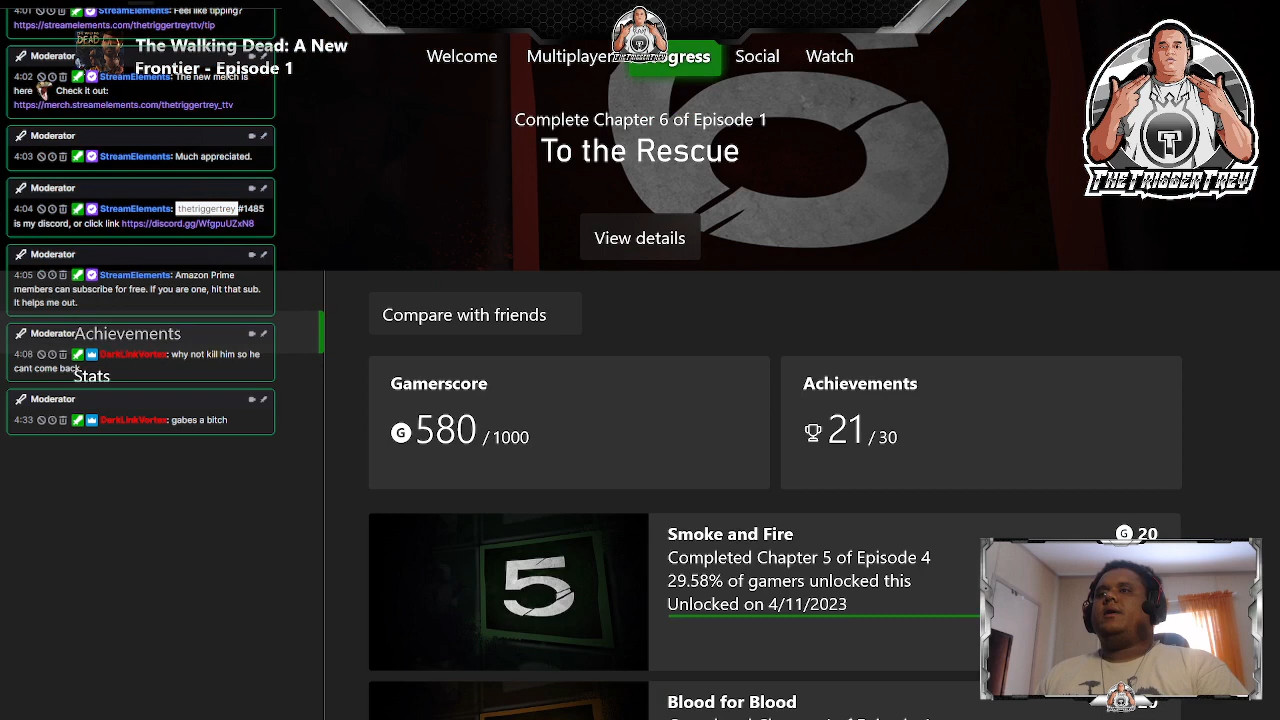 4:01 StreamElements: Feel like tipping?
https://streamelements.com/thetriggertreyttv/tip
Moderator
4:02 StreamElements: The new merch is
here Check it out:
https://merch.streamelements.com/thetriggertrey_ttv
Moderator
4:03 StreamElements: Much appreciated.
Moderator
4:04 StreamElements: thetriggertrey #1485
is my discord, or click link https://discord.gg/WfgpuUZxN8
Moderator
4:05 StreamElements: Amazon Prime
members can subscribe for free. If you are one, hit that sub.
It helps me out.
Moderator
4:08 DarkLinkVortex: why not kill him so he
cant come back
Moderator
4:33 DarkLinkVortex: gabes a bitch
The Walking Dead: A New
Frontier - Episode 1
Achievements
Stats
Welcome Multiplayer gress Social Watch
Complete Chapter 6 of Episode 1
To the Rescue
View details
THETRIGGERTREY
Compare with friends
Gamerscore
G 580 / 1000
Achievements
21 / 30
5
Smoke and Fire
G 20
Completed Chapter 5 of Episode 4
29.58% of gamers unlocked this
Unlocked on 4/11/2023
Blood for Blood